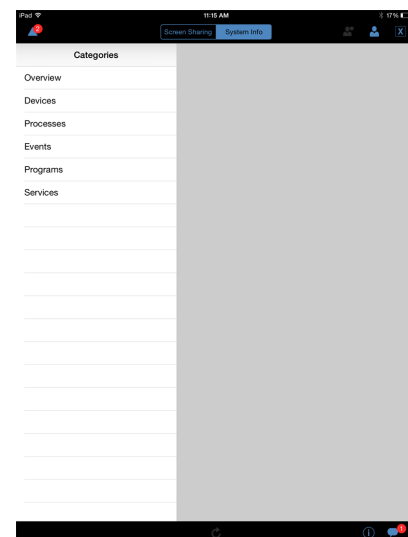 iPad 11:15 AM 17%
2 Screen Sharing System Info X
Categories
Overview
Devices
Processes
Events
Programs
Services
i 1